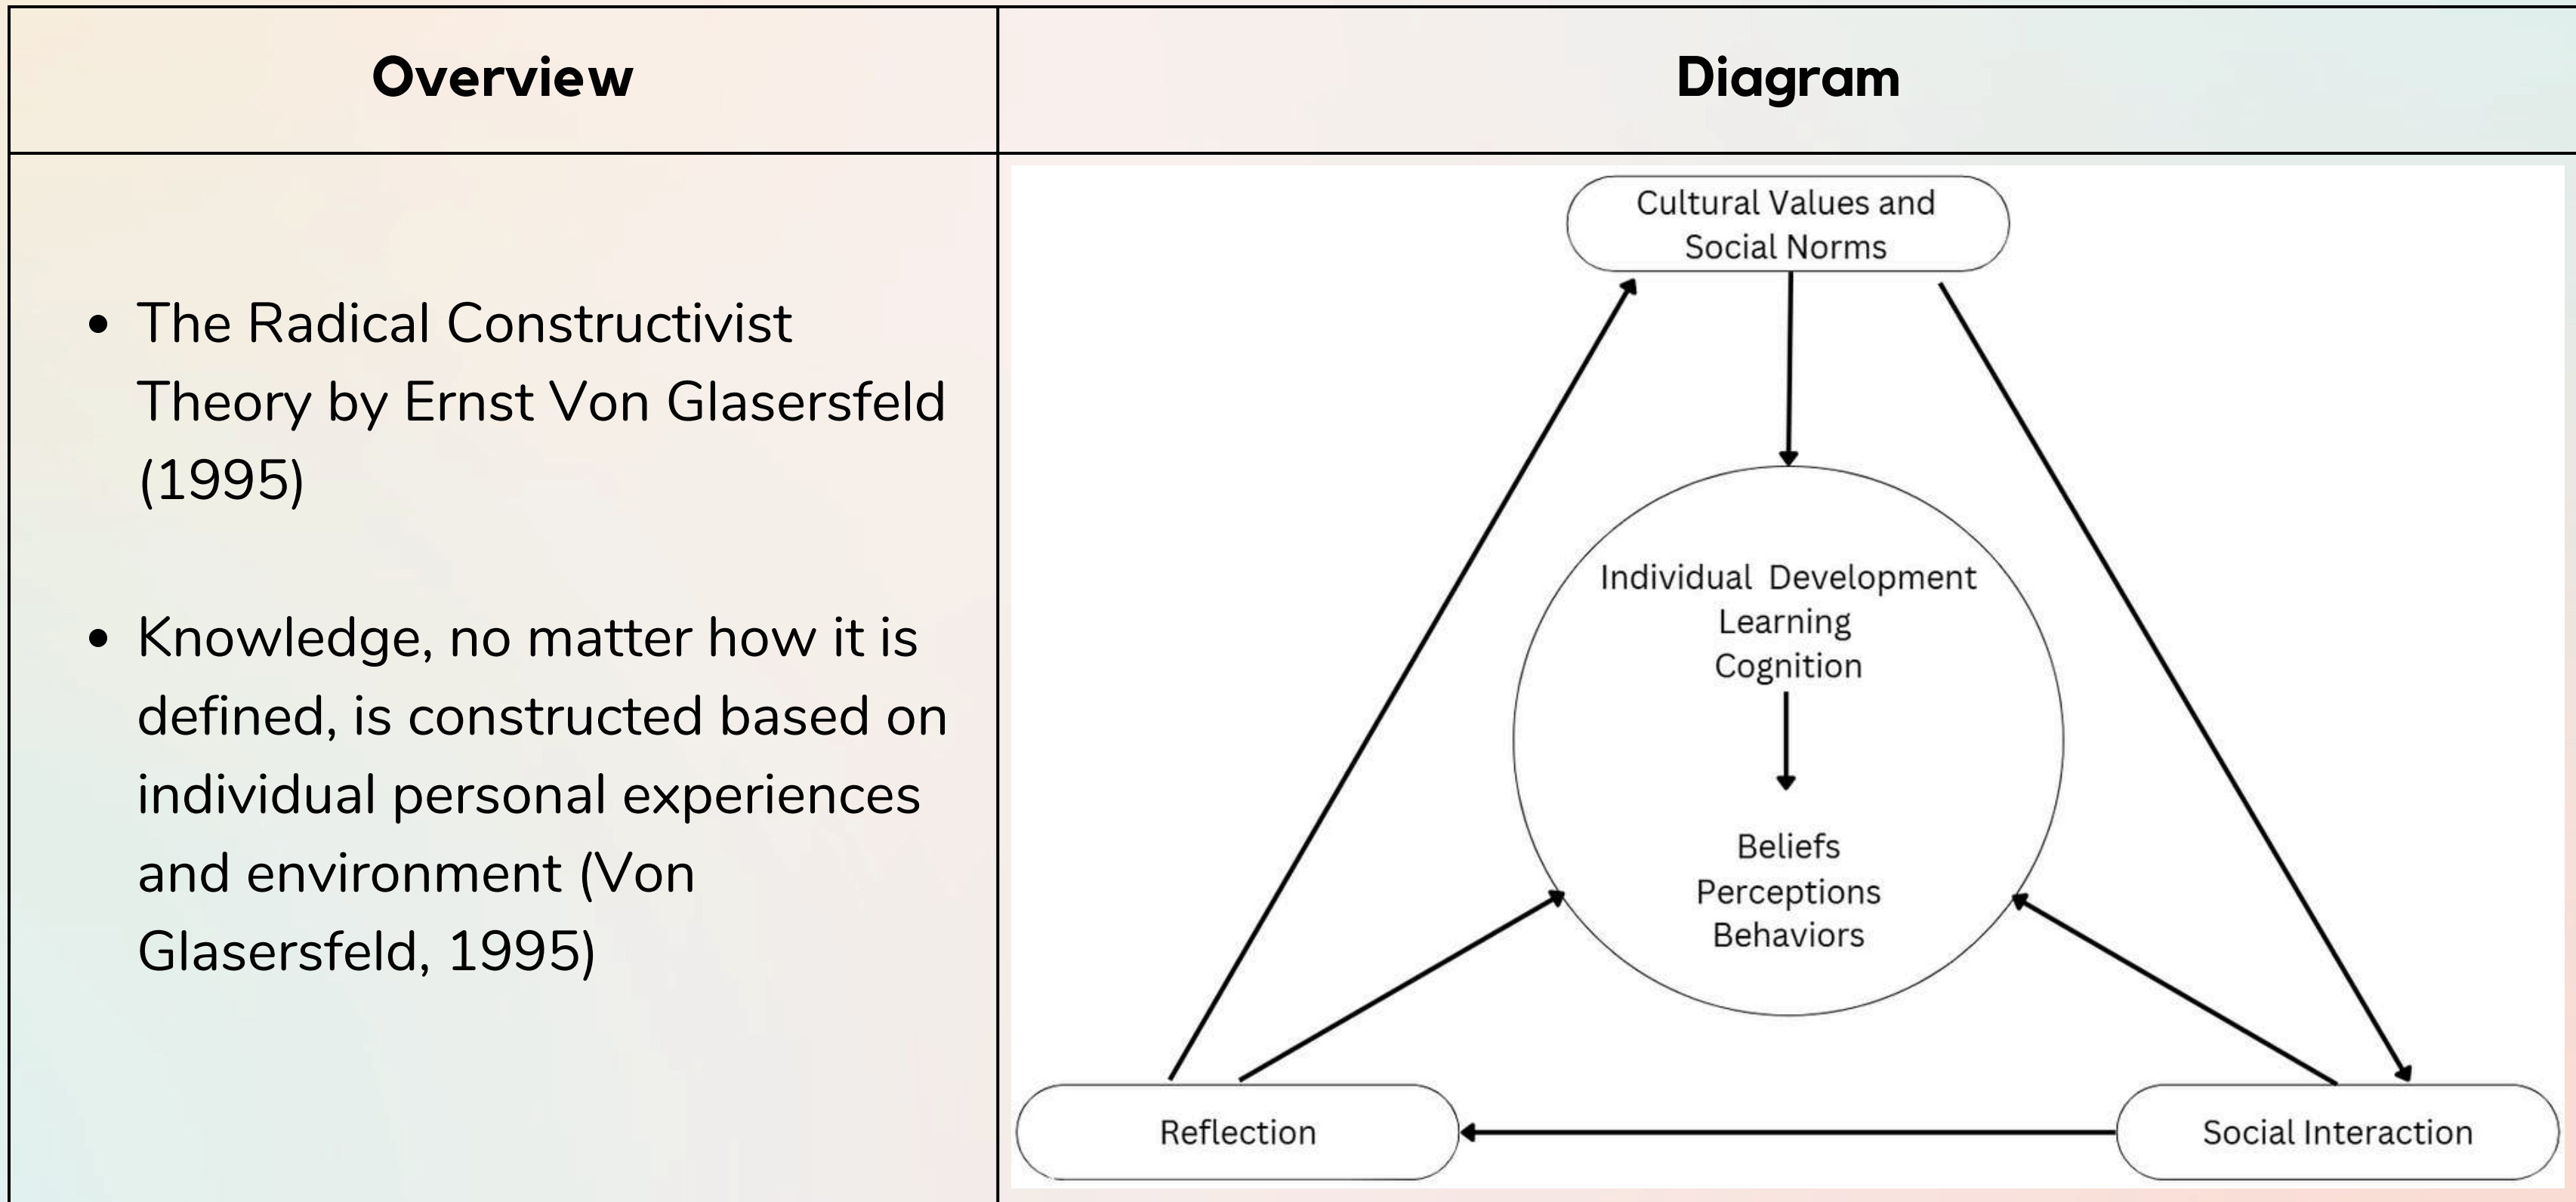 Overview
Diagram
• The Radical Constructivist
Theory by Ernst Von Glasersfeld
(1995)
• Knowledge, no matter how it is
defined, is constructed based on
individual personal experiences
and environment (Von
Glasersfeld, 1995)
Cultural Values and
Social Norms
Individual Development
Learning
Cognition
Beliefs
Perceptions
Behaviors
Reflection
Social Interaction